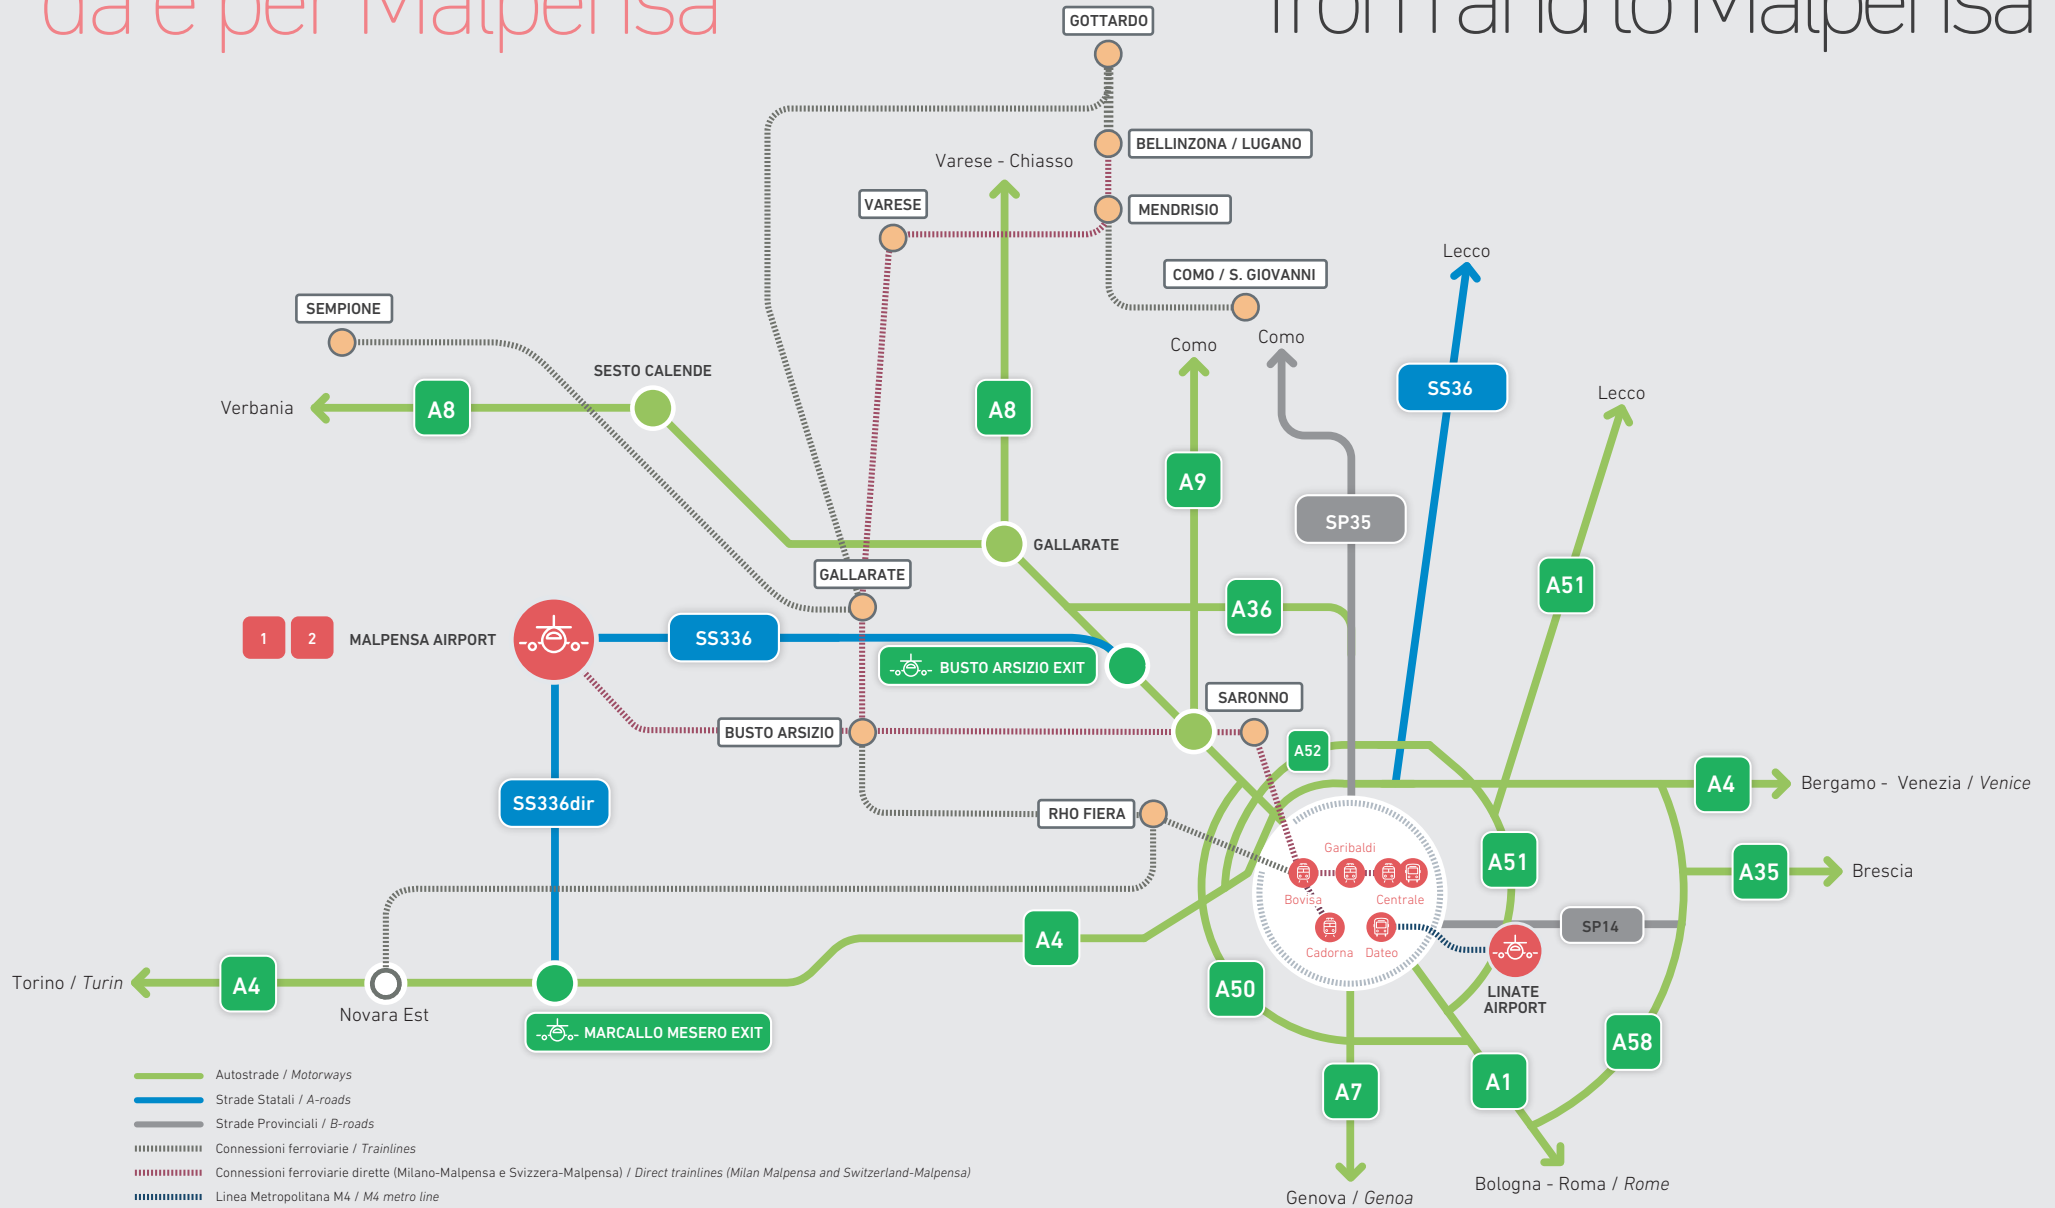 da e per Malpensa
from and to Malpensa
GOTTARDO
BELLINZONA / LUGANO
Varese - Chiasso
VARESE
MENDRISIO
Lecco
COMO / S. GIOVANNI
SEMPIONE
Como
Como
SESTO CALENDE
SS36
Lecco
Verbania
A8
A8
A9
SP35
GALLARATE
GALLARATE
A51
A36
1
2
MALPENSA AIRPORT
SS336
BUSTO ARSIZIO EXIT
SARONNO
BUSTO ARSIZIO
A52
A4
Bergamo - Venezia / Venice
SS336dir
RHO FIERA
Garibaldi
A51
A35
Brescia
Bovisa
Centrale
SP14
A4
Cadorna
Dateo
Torino / Turin
A4
Novara Est
A50
LINATE
AIRPORT
MARCALLO MESERO EXIT
A58
A1
A7
Autostrade / Motorways
Strade Statali / A-roads
Strade Provinciali / B-roads
Connessioni ferroviarie / Trainlines
Connessioni ferroviarie dirette (Milano-Malpensa e Svizzera-Malpensa) / Direct trainlines (Milan Malpensa and Switzerland-Malpensa)
Linea Metropolitana M4 / M4 metro line
Genova / Genoa
Bologna - Roma / Rome